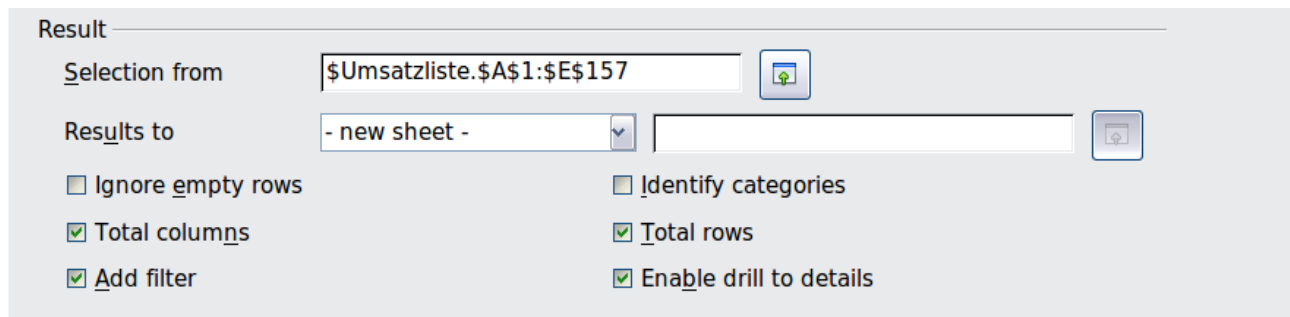 Result
Selection from $Umsatzliste.$A$1:$E$157
Results to - new sheet -
Ignore empty rows Identify categories
Total columns Total rows
Add filter Enable drill to details